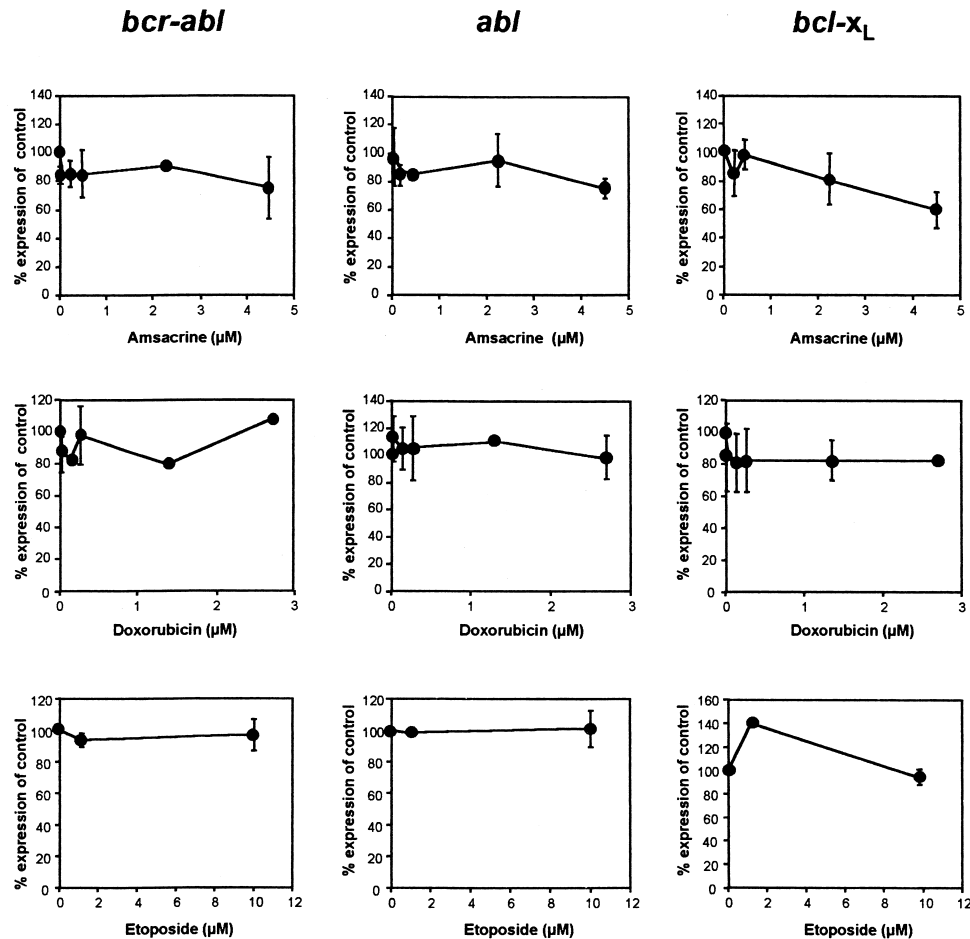 bcr-abl abl bcl-xL
% expression of control
140
120
100
80
60
40
20
0
0 1 2 3 4 5
Amsacrine (µM)
% expression of control
140
120
100
80
60
40
20
0
0 1 2 3 4 5
Amsacrine (µM)
% expression of control
140
120
100
80
60
40
20
0
0 1 2 3 4 5
Amsacrine (µM)
% expression of control
120
100
80
60
40
20
0
0 1 2 3
Doxorubicin (µM)
% expression of control
140
120
100
80
60
40
20
0
0 1 2 3
Doxorubicin (µM)
% expression of control
140
120
100
80
60
40
20
0
0 1 2 3
Doxorubicin (µM)
% expression of control
120
100
80
60
40
20
0
0 2 4 6 8 10 12
Etoposide (µM)
% expression of control
120
100
80
60
40
20
0
0 2 4 6 8 10 12
Etoposide (µM)
% expression of control
160
140
120
100
80
60
40
20
0
0 2 4 6 8 10 12
Etoposide (µM)